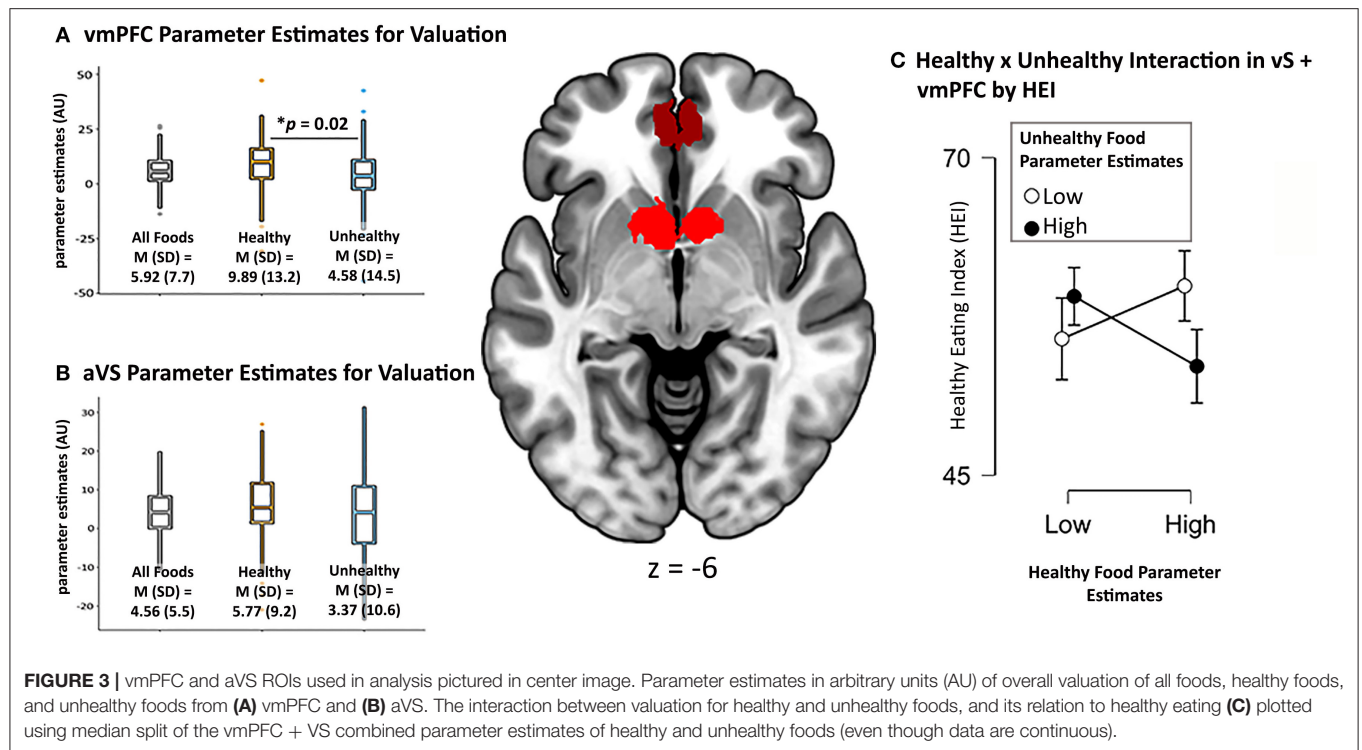 A vmPFC Parameter Estimates for Valuation
parameter estimates (AU)
50
25
0
-25
-50
*p = 0.02
All Foods
M (SD) =
5.92 (7.7)
Healthy
M (SD) =
9.89 (13.2)
Unhealthy
M (SD) =
4.58 (14.5)
B aVS Parameter Estimates for Valuation
parameter estimates (AU)
30
20
10
0
-10
-20
All Foods
M (SD) =
4.56 (5.5)
Healthy
M (SD) =
5.77 (9.2)
Unhealthy
M (SD) =
3.37 (10.6)
z = -6
C Healthy x Unhealthy Interaction in vS +
vmPFC by HEI
Unhealthy Food
Parameter Estimates
Low
High
Healthy Eating Index (HEI)
70
45
Low High
Healthy Food Parameter
Estimates
FIGURE 3 | vmPFC and aVS ROIs used in analysis pictured in center image. Parameter estimates in arbitrary units (AU) of overall valuation of all foods, healthy foods,
and unhealthy foods from (A) vmPFC and (B) aVS. The interaction between valuation for healthy and unhealthy foods, and its relation to healthy eating (C) plotted
using median split of the vmPFC + VS combined parameter estimates of healthy and unhealthy foods (even though data are continuous).